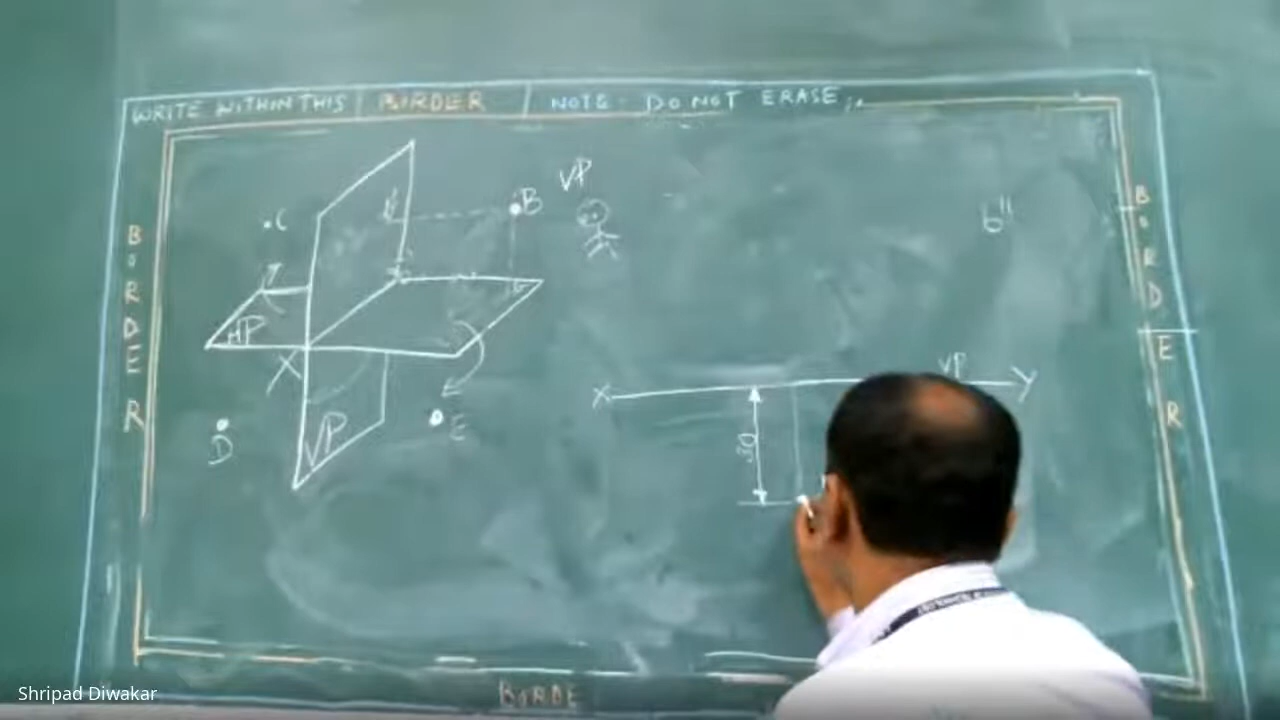 WRITE WITHIN THIS | BORDER | NOTE: DO NOT ERASE
BORDER
BORDER
VP
B
C
b'
b"
HP
X
VP
D
E
X
VP
Y
30
BORDE
Shripad Diwakar